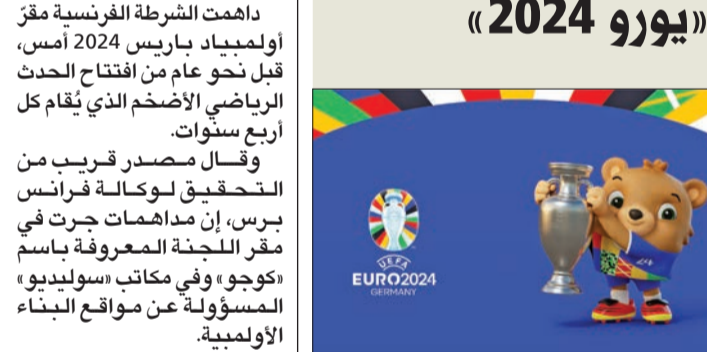 «يورو 2024»
داهمت الشرطة الفرنسية مقرّ
أولمبياد باريس 2024 أمس،
قبل نحو عام من افتتاح الحدث
الرياضي الأضخم الذي يُقام كل
أربع سنوات.
وقال مصدر قريب من
التحقيق لوكالة فرانس
برس، إن مداهمات جرت في
مقر اللجنة المعروفة باسم
«كوجو» وفي مكاتب «سوليديو»
المسؤولة عن مواقع البناء
الأولمبية.
UEFA
EURO2024
GERMANY